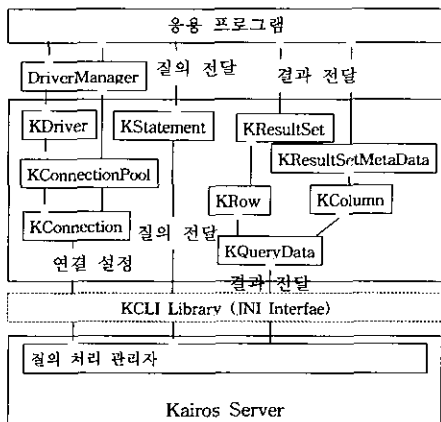 응용 프로그램
질의 전달
결과 전달
DriverManager
KDriver
KStatement
KResultSet
KResultSetMetaData
KConnectionPool
KRow
KColumn
KConnection
질의 전달
KQueryData
연결 설정
결과 전달
KCLI Library (JNI Interfae)
질의 처리 관리자
Kairos Server